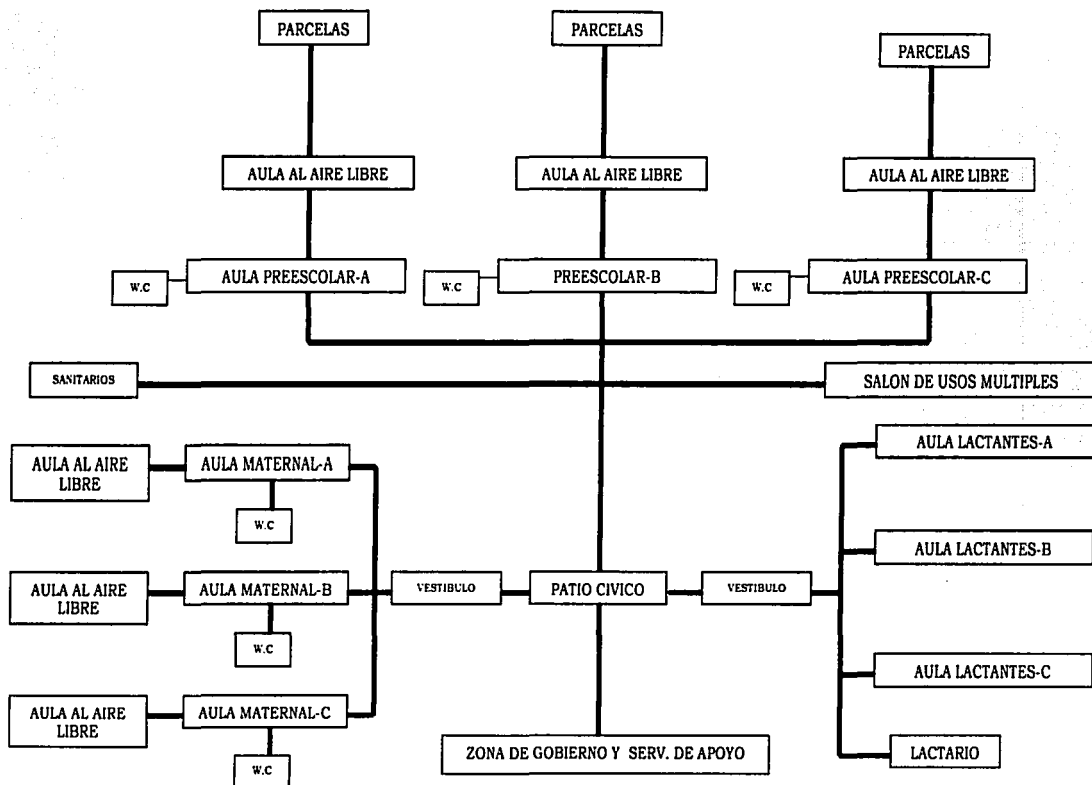 PARCELAS
PARCELAS
PARCELAS
AULA AL AIRE LIBRE
AULA AL AIRE LIBRE
AULA AL AIRE LIBRE
W.C
AULA PREESCOLAR-A
W.C
PREESCOLAR-B
W.C
AULA PREESCOLAR-C
SANITARIOS
SALON DE USOS MULTIPLES
AULA AL AIRE
LIBRE
AULA MATERNAL-A
W.C
AULA LACTANTES-A
AULA AL AIRE
LIBRE
AULA MATERNAL-B
W.C
VESTIBULO
PATIO CIVICO
VESTIBULO
AULA LACTANTES-B
AULA AL AIRE
LIBRE
AULA MATERNAL-C
W.C
AULA LACTANTES-C
ZONA DE GOBIERNO Y SERV. DE APOYO
LACTARIO